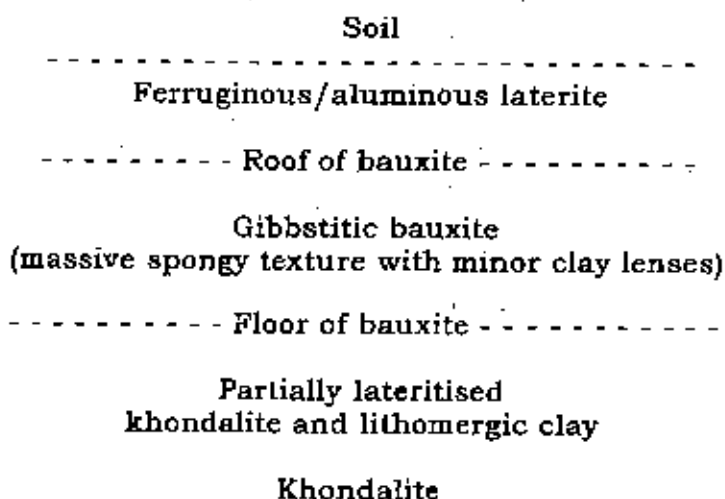 Soil
Ferruginous/aluminous laterite
Roof of bauxite
Gibbstitic bauxite
(massive spongy texture with minor clay lenses)
Floor of bauxite
Partially lateritised
khondalite and lithomergic clay
Khondalite